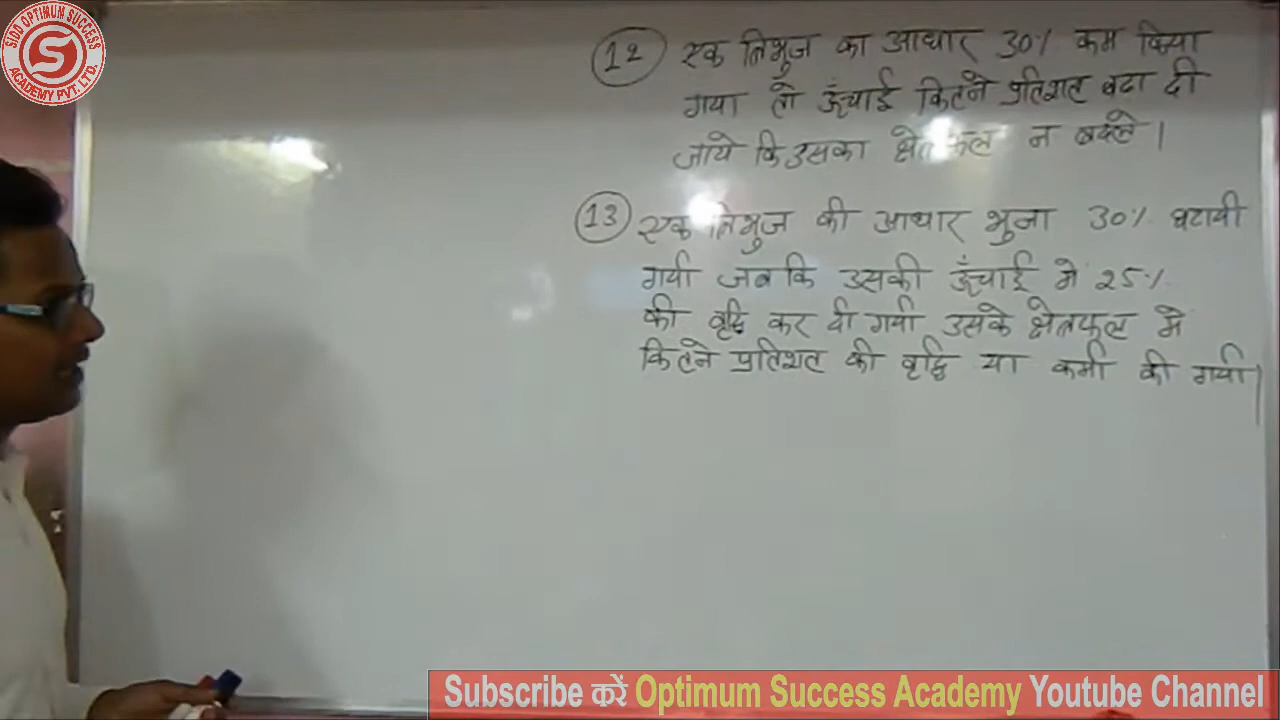 SIDD OPTIMUM SUCCESS
S
ACADEMY PVT. LTD.
12 एक त्रिभुज का आधार 30% कम किया
गया तो ऊँचाई कितने प्रतिशत बढा दी
जाये कि उसका क्षेत्रफल न बदले।
13 एक त्रिभुज की आधार भुजा 30% घटायी
गयी जबकि उसकी ऊँचाई मे 25%
की वृद्धि कर दी गयी उसके क्षेत्रफल मे
कितने प्रतिशत की वृद्धि या कमी की गयी।
Subscribe करें Optimum Success Academy Youtube Channel